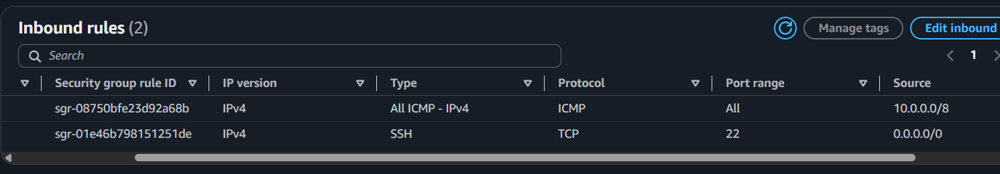 Inbound rules (2)
Manage tags
Edit inbound
Search
1
Security group rule ID IP version Type Protocol Port range Source
sgr-08750bfe23d92a68b IPv4 All ICMP - IPv4 ICMP All 10.0.0.0/8
sgr-01e46b798151251de IPv4 SSH TCP 22 0.0.0.0/0